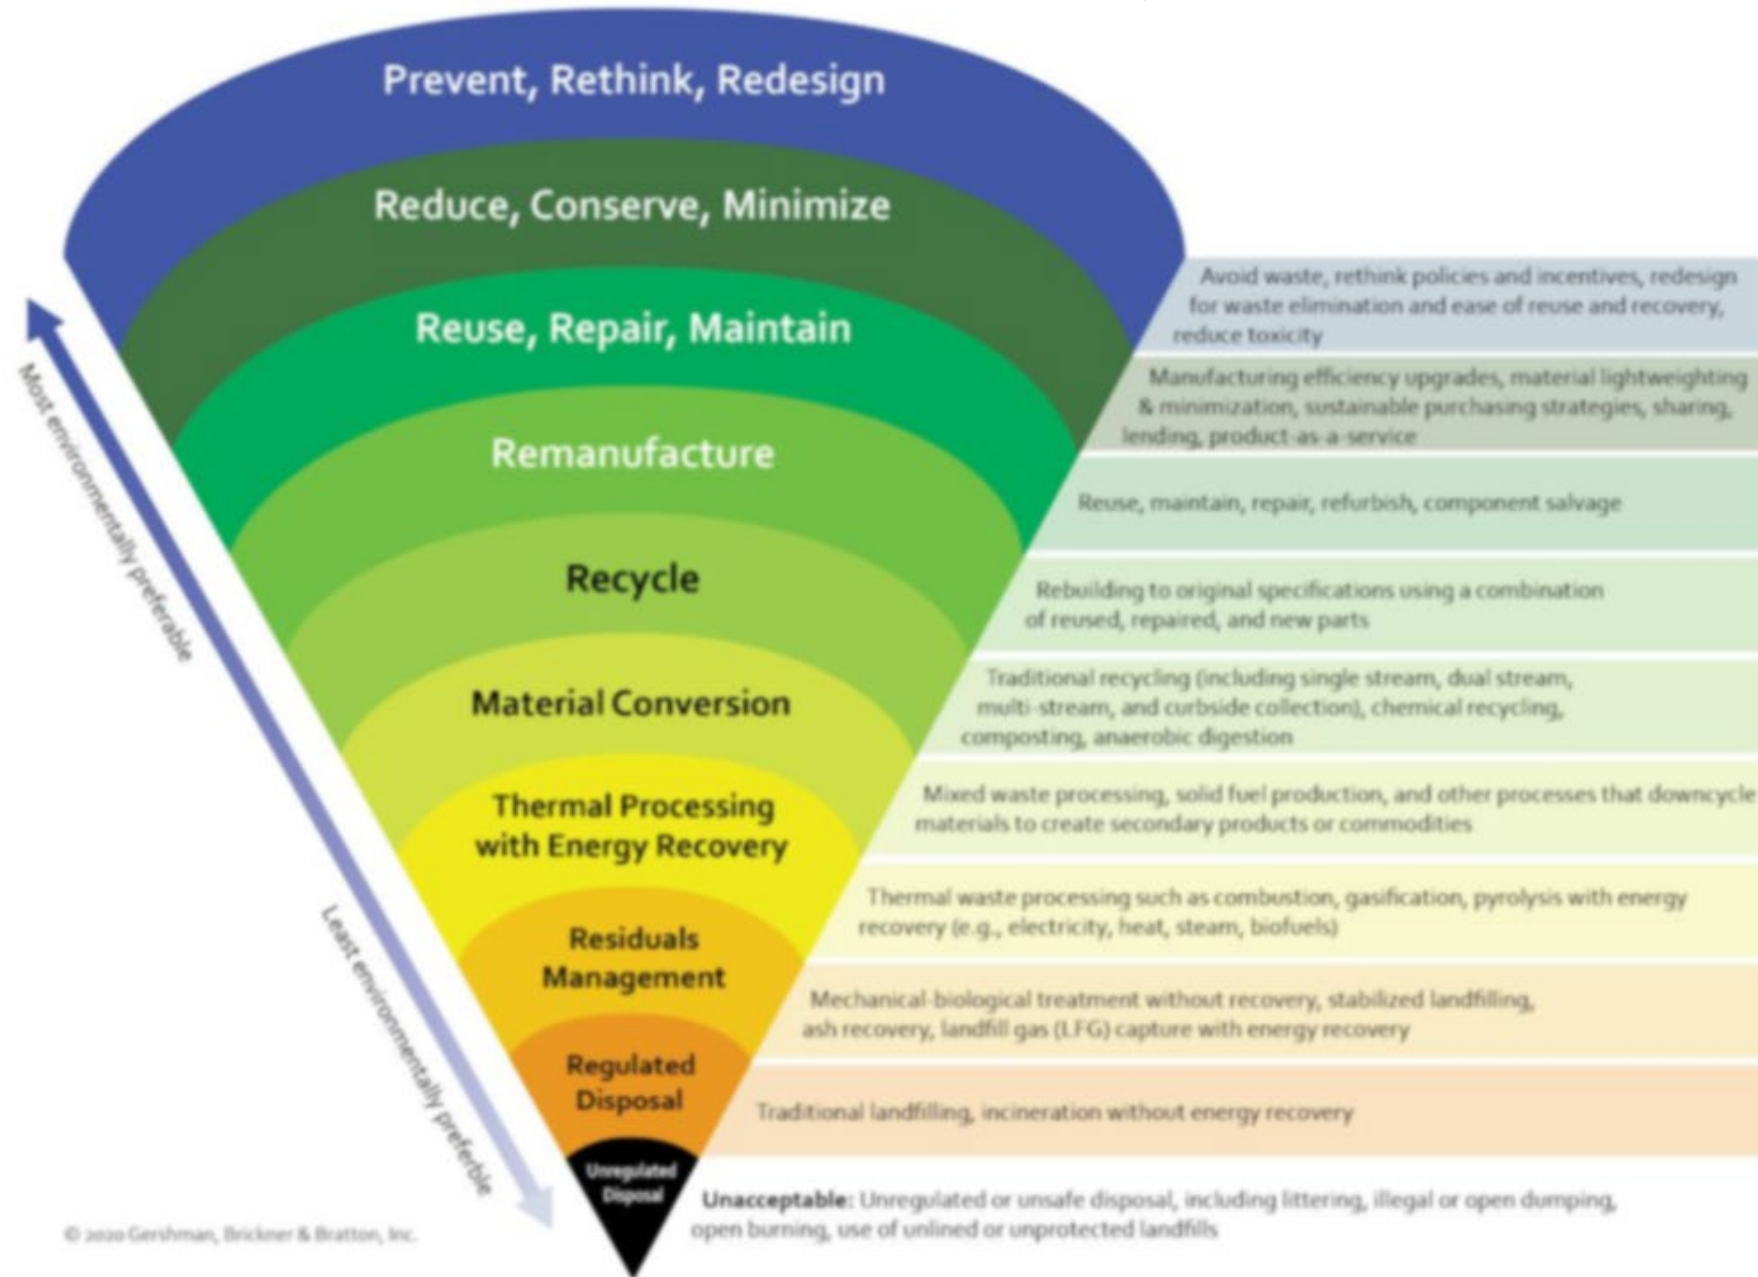 Prevent, Rethink, Redesign
Reduce, Conserve, Minimize
Reuse, Repair, Maintain
Remanufacture
Recycle
Material Conversion
Thermal Processing
with Energy Recovery
Residuals
Management
Regulated
Disposal
Unregulated
Disposal
Most environmentally preferable
Least environmentally preferble
Avoid waste, rethink policies and incentives, redesign
for waste elimination and ease of reuse and recovery,
reduce toxicity
Manufacturing efficiency upgrades, material lightweighting
& minimization, sustainable purchasing strategies, sharing,
lending, product-as-a-service
Reuse, maintain, repair, refurbish, component salvage
Rebuilding to original specifications using a combination
of reused, repaired, and new parts
Traditional recycling (including single stream, dual stream,
multi-stream, and curbside collection), chemical recycling,
composting, anaerobic digestion
Mixed waste processing, solid fuel production, and other processes that downcycle
materials to create secondary products or commodities
Thermal waste processing such as combustion, gasification, pyrolysis with energy
recovery (e.g., electricity, heat, steam, biofuels)
Mechanical-biological treatment without recovery, stabilized landfilling,
ash recovery, landfill gas (LFG) capture with energy recovery
Traditional landfilling, incineration without energy recovery
Unacceptable: Unregulated or unsafe disposal, including littering, illegal or open dumping,
open burning, use of unlined or unprotected landfills
© 2020 Gershman, Brickner & Bratton, Inc.